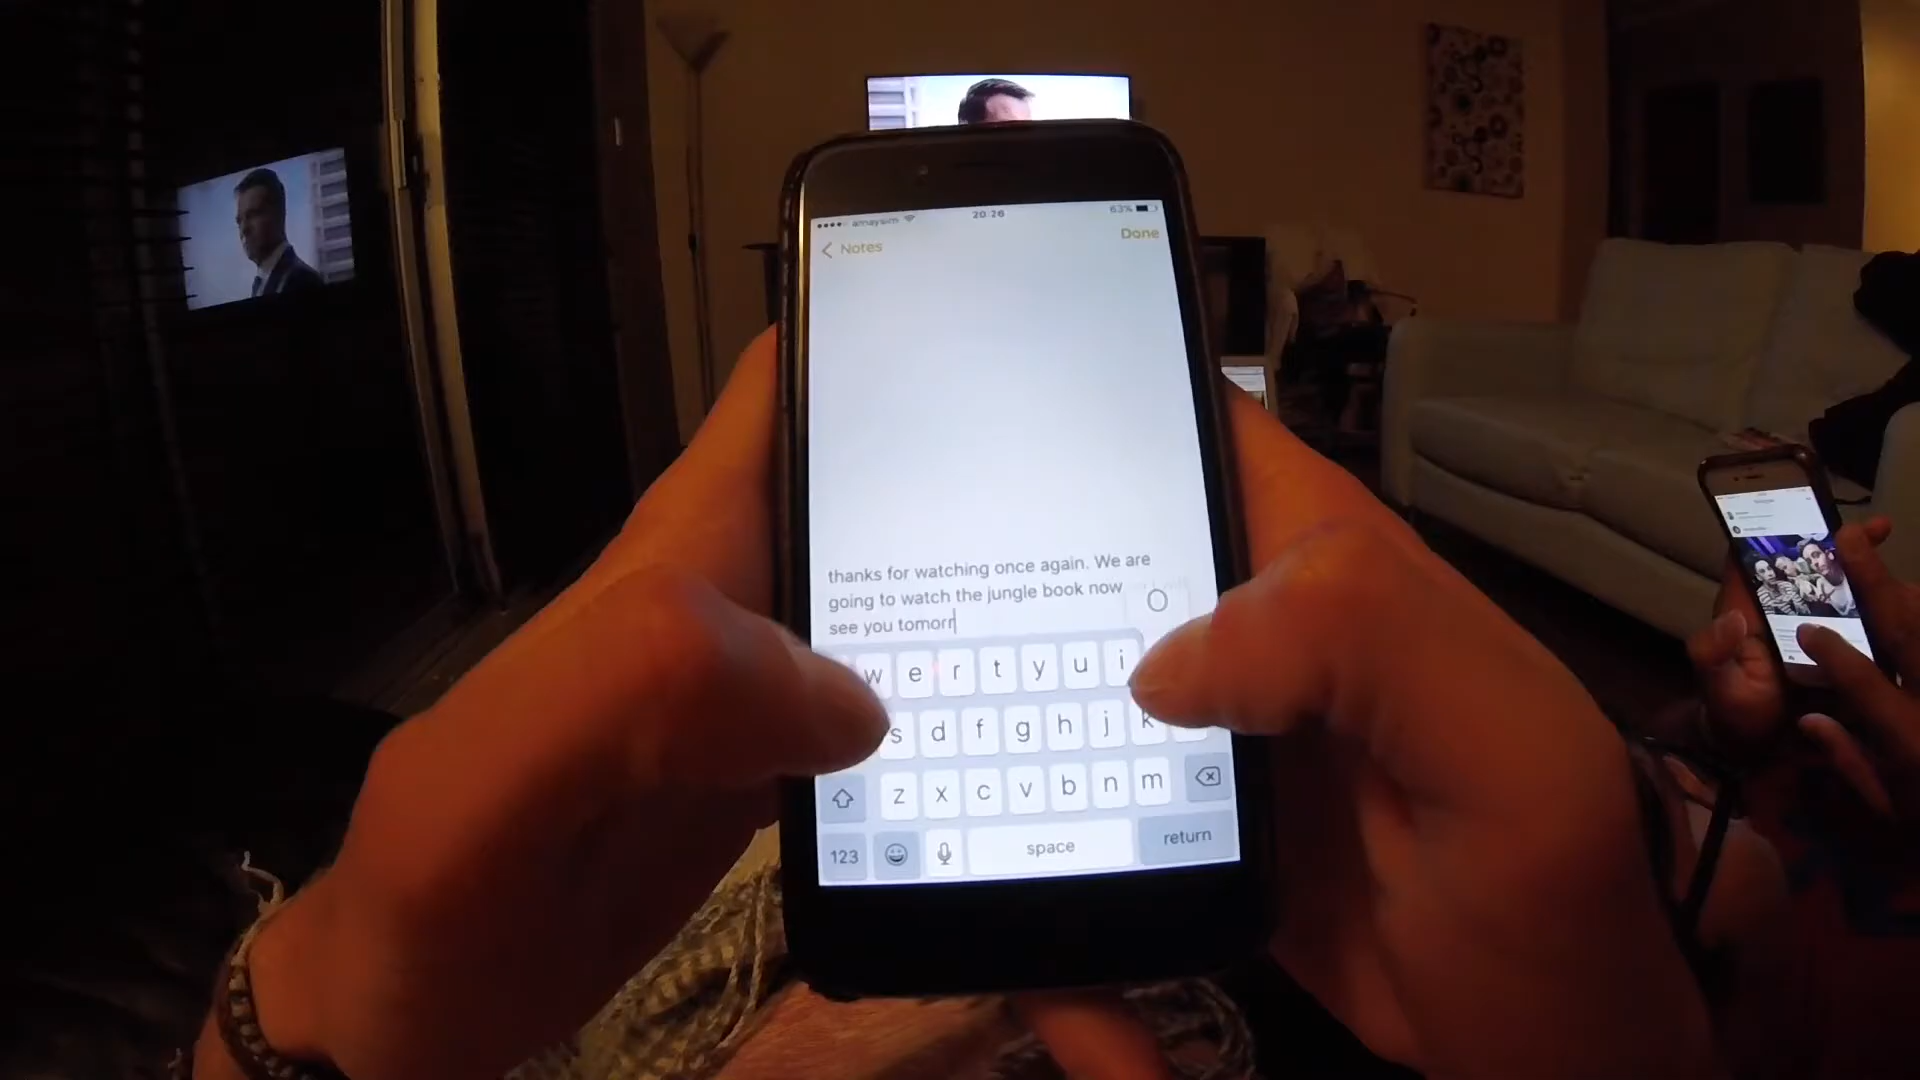 amaysim 20:26 63%
Notes Done
thanks for watching once again. We are
going to watch the jungle book now
see you tomorr
O
w e r t y u i
s d f g h j k
z x c v b n m
123 space return